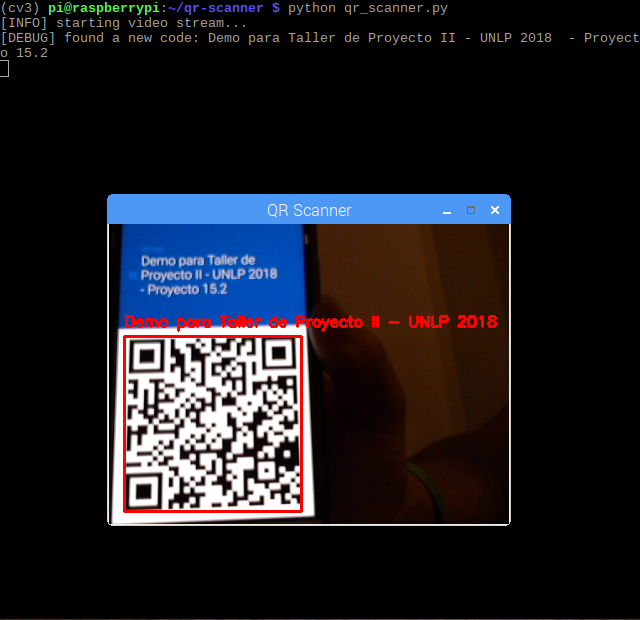 (cv3) pi@raspberrypi:~/qr-scanner $ python qr_scanner.py
[INFO] starting video stream...
[DEBUG] found a new code: Demo para Taller de Proyecto II - UNLP 2018  - Proyect
o 15.2
QR Scanner
Demo para Taller de
Proyecto II - UNLP 2018
- Proyecto 15.2
Demo para Taller de Proyecto II - UNLP 2018